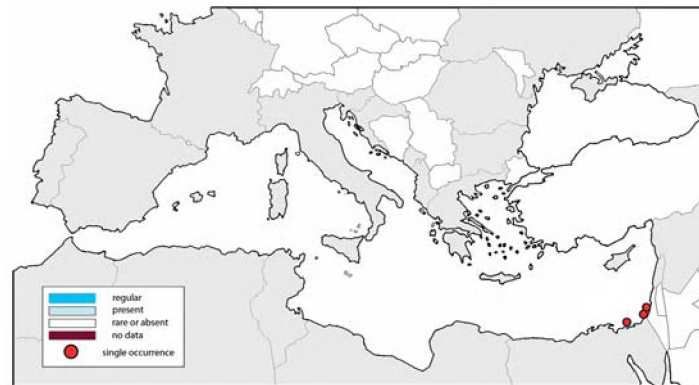 regular
present
rare or absent
no data
single occurrence